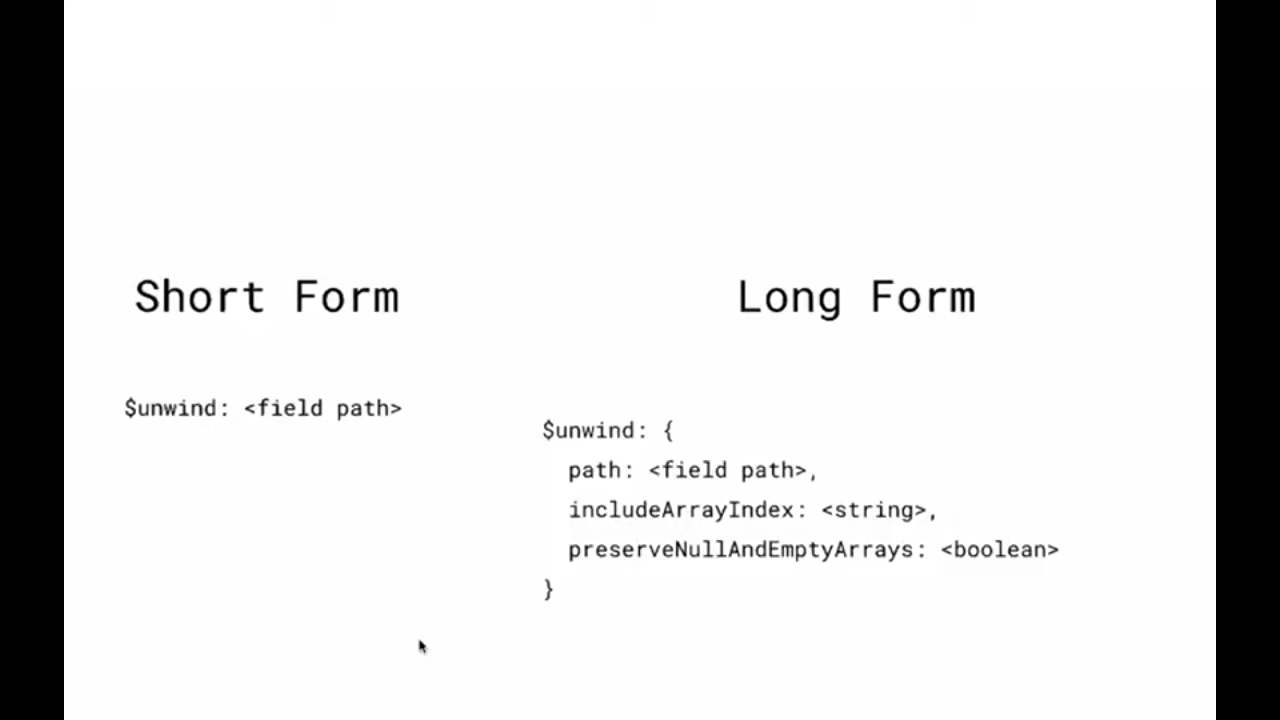 Short Form
$unwind: <field path>
Long Form
$unwind: {
  path: <field path>,
  includeArrayIndex: <string>,
  preserveNullAndEmptyArrays: <boolean>
}